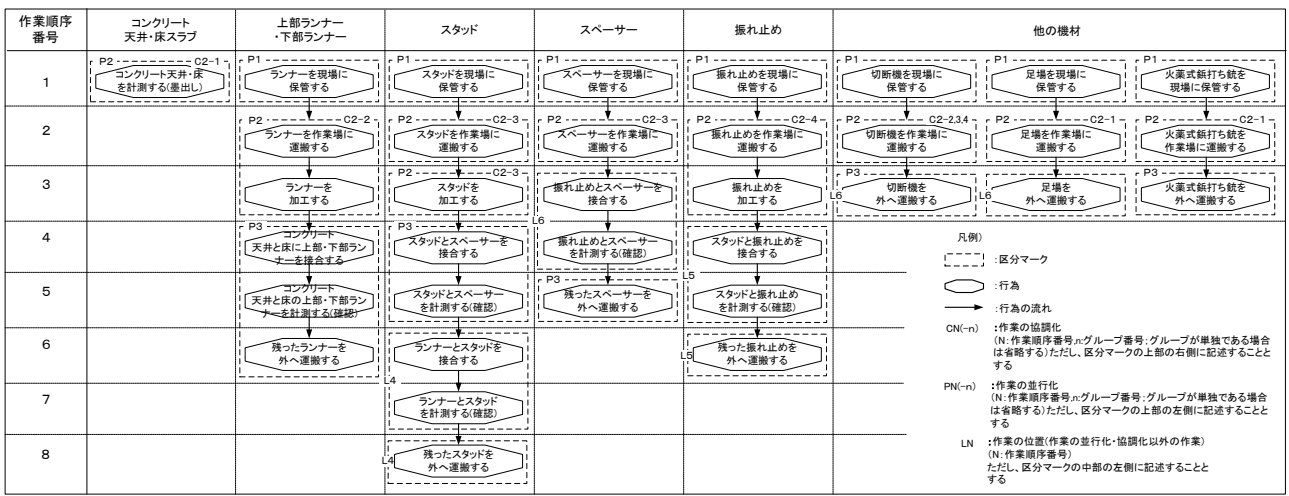 作業順序
番号
コンクリート
天井・床スラブ
上部ランナー
・下部ランナー
スタッド
スペーサー
振れ止め
他の機材
1
P2
C2-1
コンクリート天井・床
を計測する(墨出し)
P1
ランナーを現場に
保管する
P1
スタッドを現場に
保管する
P1
スペーサーを現場に
保管する
P1
振れ止めを現場に
保管する
P1
切断機を現場に
保管する
P1
足場を現場に
保管する
P1
火薬式鋲打ち銃を
現場に保管する
2
P2
C2-2
ランナーを作業場に
運搬する
P2
C2-3
スタッドを作業場に
運搬する
P2
C2-3
スペーサーを作業場に
運搬する
P2
C2-4
振れ止めを作業場に
運搬する
P2
C2-2,3,4
切断機を作業場に
運搬する
P2
C2-1
足場を作業場に
運搬する
P2
C2-1
火薬式鋲打ち銃を
作業場に運搬する
3
ランナーを
加工する
P2
C2-3
スタッドを
加工する
振れ止めとスペーサーを
接合する
振れ止めを
加工する
P3
L6
切断機を
外へ運搬する
L6
足場を
外へ運搬する
P3
火薬式鋲打ち銃を
外へ運搬する
4
P3
コンクリート
天井と床に上部・下部ラン
ナーを接合する
P3
スタッドとスペーサーを
接合する
L6
振れ止めとスペーサー
を計測する(確認)
スタッドと振れ止めを
接合する
5
コンクリート
天井と床の上部・下部ラン
ナーを計測する(確認)
スタッドとスペーサー
を計測する(確認)
P3
残ったスペーサーを
外へ運搬する
L5
スタッドと振れ止め
を計測する(確認)
6
残ったランナーを
外へ運搬する
ランナーとスタッドを
接合する
L5
残った振れ止めを
外へ運搬する
7
L4
ランナーとスタッド
を計測する(確認)
8
L4
残ったスタッドを
外へ運搬する
凡例)
:区分マーク
:行為
:行為の流れ
CN(-n) :作業の協調化
(N:作業順序番号,n:グループ番号;グループが単独である場合
は省略する)ただし、区分マークの上部の右側に記述することと
する
PN(-n) :作業の並行化
(N:作業順序番号,n:グループ番号;グループが単独である場合
は省略する)ただし、区分マークの上部の左側に記述することと
する
LN :作業の位置(作業の並行化・協調化以外の作業)
(N:作業順序番号)
ただし、区分マークの中部の左側に記述することと
する